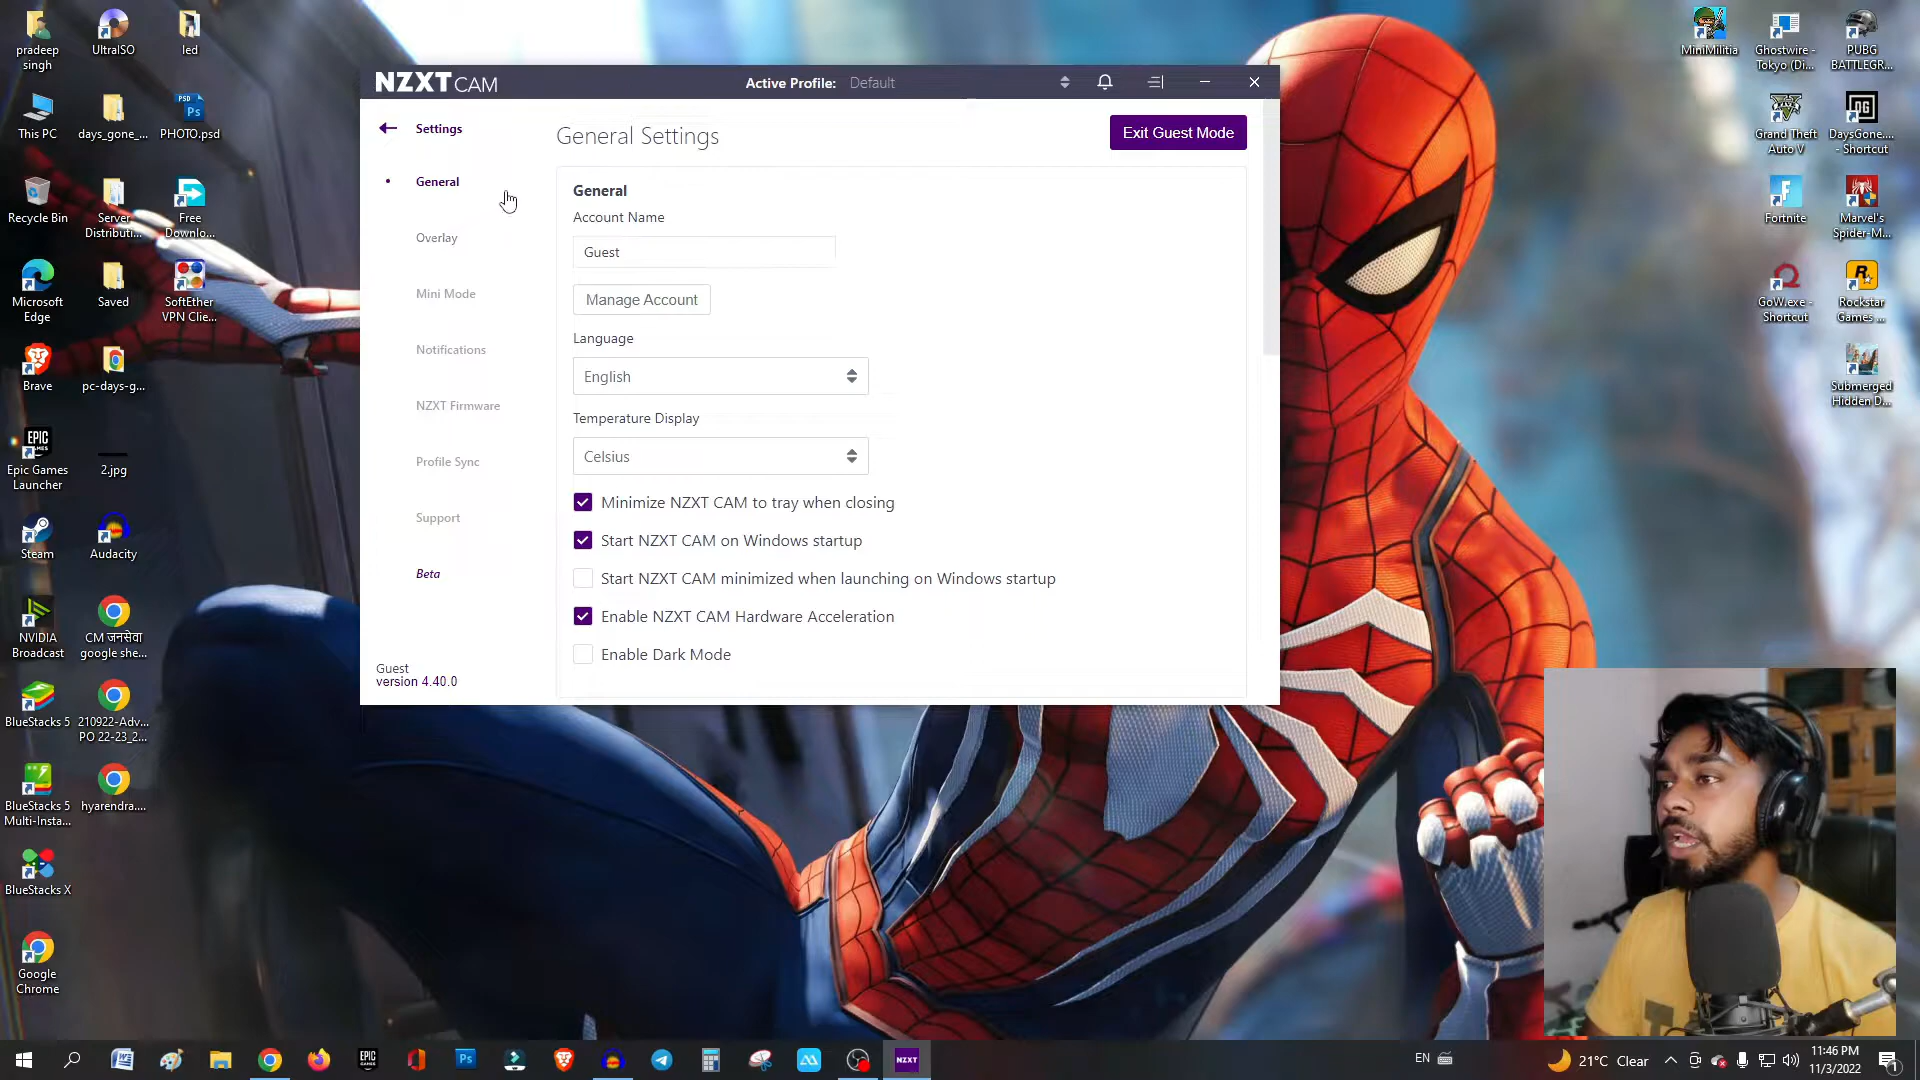 pradeep
singh
UltraISO
led
This PC
days_gone_...
PHOTO.psd
Recycle Bin
Server
Distributi...
Free
Downlo...
Microsoft
Edge
Saved
SoftEther
VPN Clie...
Brave
pc-days-g...
Epic Games
Launcher
2.jpg
Steam
Audacity
NVIDIA
Broadcast
CM जनसेवा
google she...
BlueStacks 5
210922-Adv...
PO 22-23_2...
BlueStacks 5
Multi-Insta...
hyarendra....
BlueStacks X
Google
Chrome
NZXT CAM
Active Profile: Default
Settings
General
Overlay
Mini Mode
Notifications
NZXT Firmware
Profile Sync
Support
Beta
Guest
version 4.40.0
General Settings
Exit Guest Mode
General
Account Name
Guest
Manage Account
Language
English
Temperature Display
Celsius
Minimize NZXT CAM to tray when closing
Start NZXT CAM on Windows startup
Start NZXT CAM minimized when launching on Windows startup
Enable NZXT CAM Hardware Acceleration
Enable Dark Mode
MiniMilitia
Ghostwire -
Tokyo (Di...
PUBG
BATTLEGR...
Grand Theft
Auto V
DaysGone....
- Shortcut
Fortnite
Marvel's
Spider-M...
GoW.exe -
Shortcut
Rockstar
Games ...
Submerged
Hidden D...
EPIC
GAMES
Ps
NZXT
EN
21°C Clear
11:46 PM
11/3/2022
1